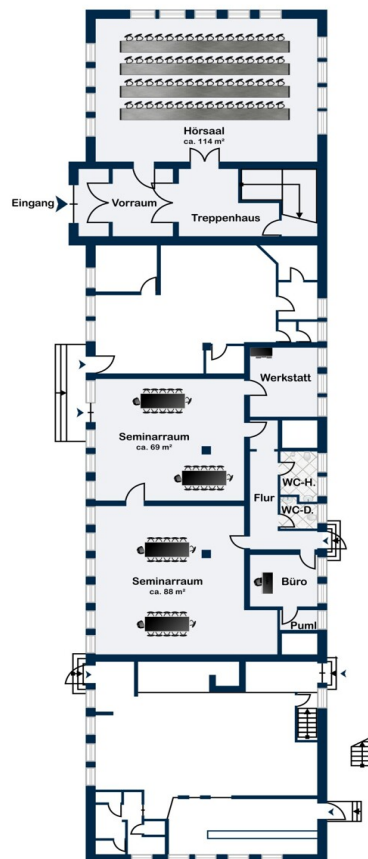 Hörsaal
ca. 114 m²
Eingang
Vorraum
Treppenhaus
Werkstatt
Seminarraum
ca. 69 m²
WC-H.
Flur
WC-D.
Seminarraum
ca. 88 m²
Büro
Puml